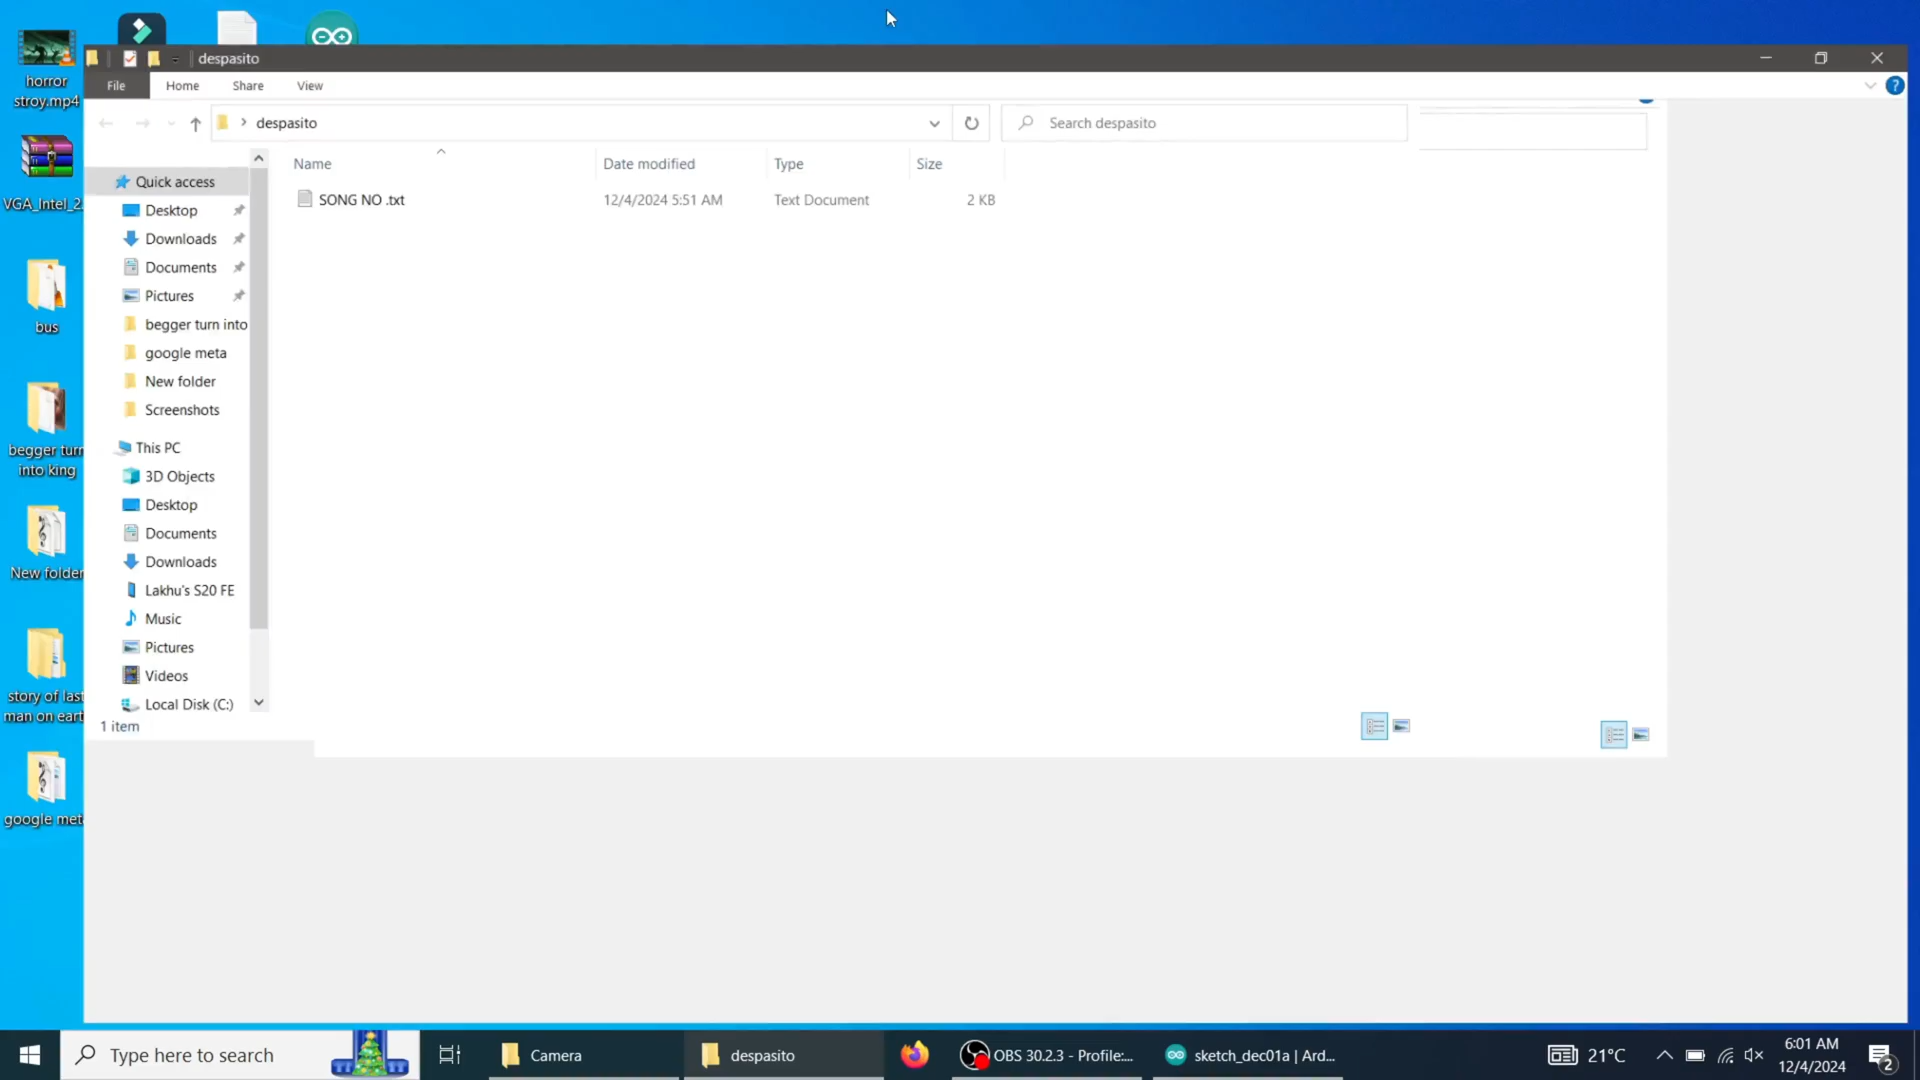 horror
stroy.mp4
VGA_Intel_2.
bus
begger turn
into king
New folder
story of last
man on eart
google met
despasito
File
Home
Share
View
?
despasito
Search despasito
Name
Date modified
Type
Size
SONG NO .txt
12/4/2024 5:51 AM
Text Document
2 KB
Quick access
Desktop
Downloads
Documents
Pictures
begger turn into
google meta
New folder
Screenshots
This PC
3D Objects
Desktop
Documents
Downloads
Lakhu's S20 FE
Music
Pictures
Videos
Local Disk (C:)
1 item
Type here to search
Camera
despasito
OBS 30.2.3 - Profile:...
sketch_dec01a | Ard...
21°C
6:01 AM
12/4/2024
2